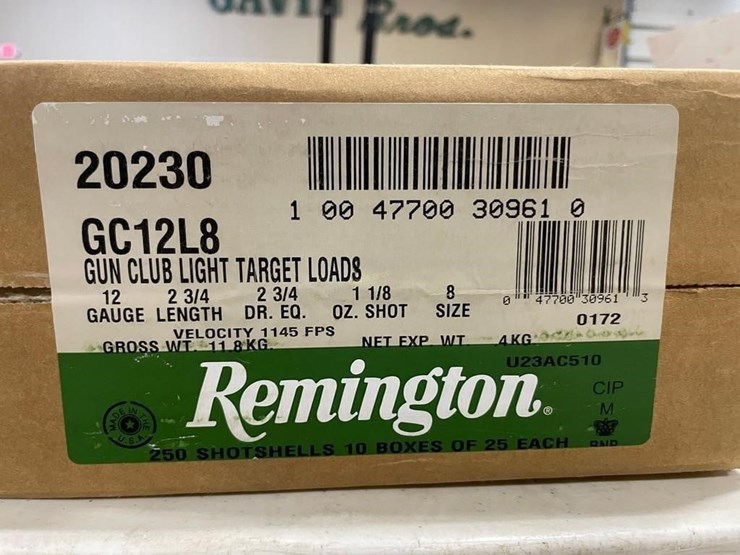 Bros.
20230
1 00 47700 30961 0
GC12L8
GUN CLUB LIGHT TARGET LOADS
12 2 3/4 2 3/4 1 1/8 8
GAUGE LENGTH DR. EQ. OZ. SHOT SIZE
0 47700 30961 3
0172
VELOCITY 1145 FPS
GROSS WT. 11.8 KG. NET EXP. WT. .4 KG.
U23AC510
Remington®
CIP
M
BNP
MADE IN THE U.S.A.
250 SHOTSHELLS 10 BOXES OF 25 EACH